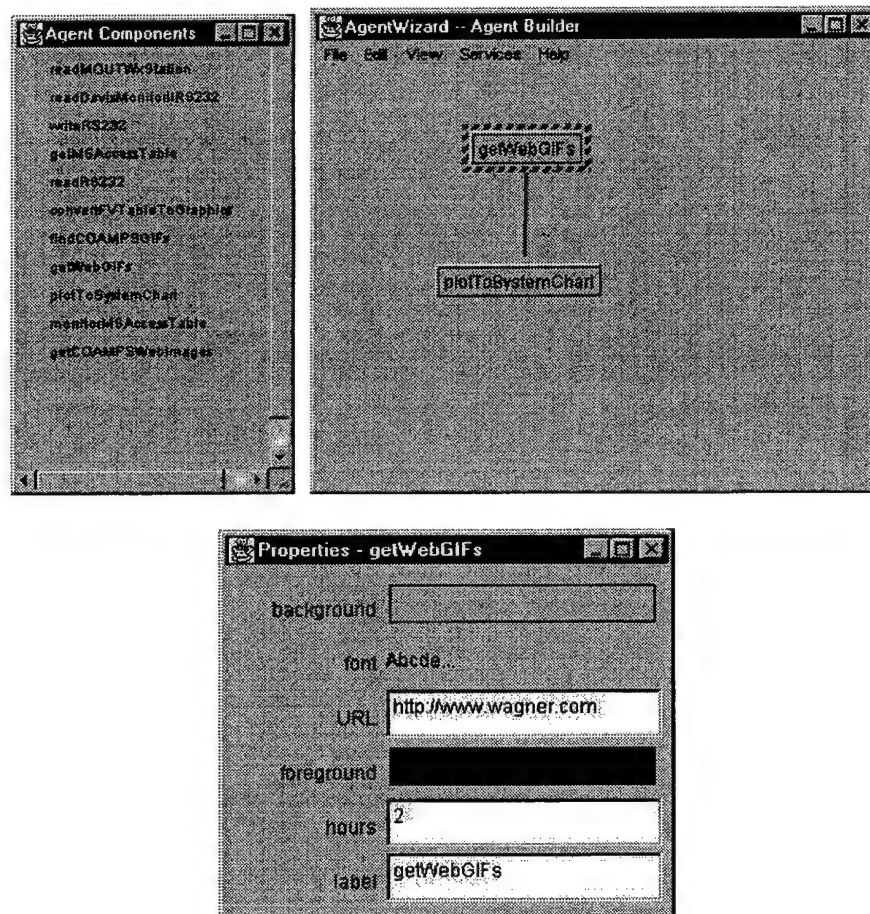 Agent Components
readMOUTWxStation
readDavisMonitorIIRS232
writeRS232
getMSAccessTable
readRS232
convertFVTableToGraphics
findCOAMPSGIFs
getWebGIFs
plotToSystemChart
monitorMSAccessTable
getCOAMPSWebImages
AgentWizard -- Agent Builder
File Edit View Services Help
getWebGIFs
plotToSystemChart
Properties - getWebGIFs
background
font Abcde...
URL http://www.wagner.com
foreground
hours 2
label getWebGIFs